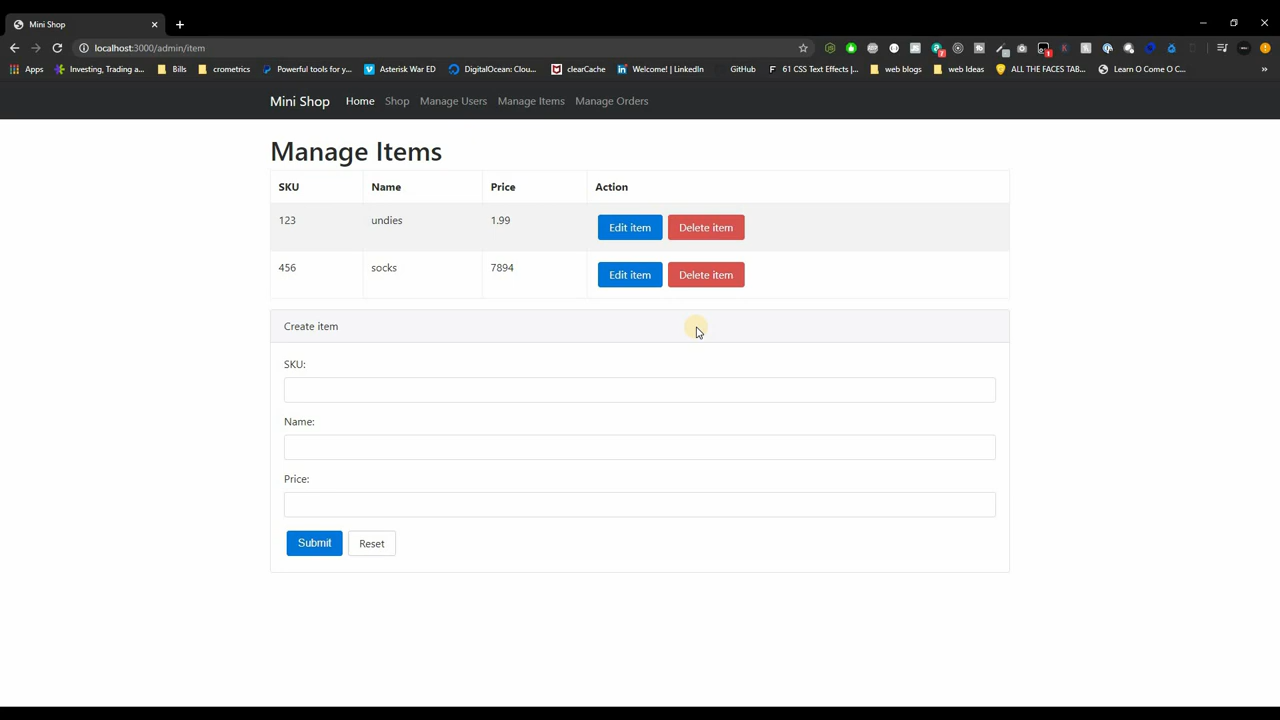 Mini Shop
localhost:3000/admin/item
Apps Investing, Trading a... Bills crometrics Powerful tools for y... Asterisk War ED DigitalOcean: Clou... clearCache Welcome! | LinkedIn GitHub 61 CSS Text Effects |... web blogs web Ideas ALL THE FACES TAB... Learn O Come O C... »
Mini Shop Home Shop Manage Users Manage Items Manage Orders
Manage Items
SKU Name Price Action
123 undies 1.99 Edit item Delete item
456 socks 7894 Edit item Delete item
Create item
SKU:
Name:
Price:
Submit Reset